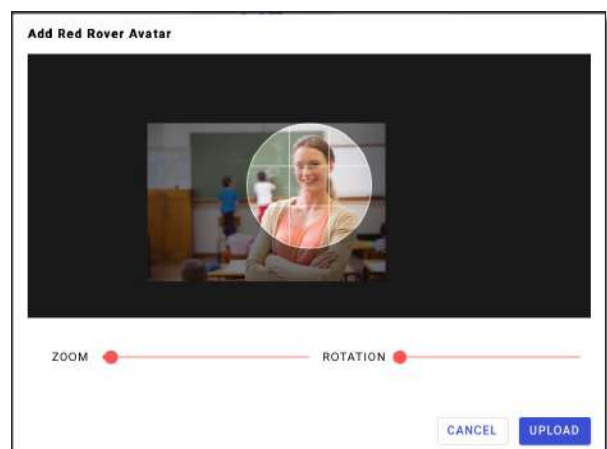 Add Red Rover Avatar
ZOOM
ROTATION
CANCEL
UPLOAD